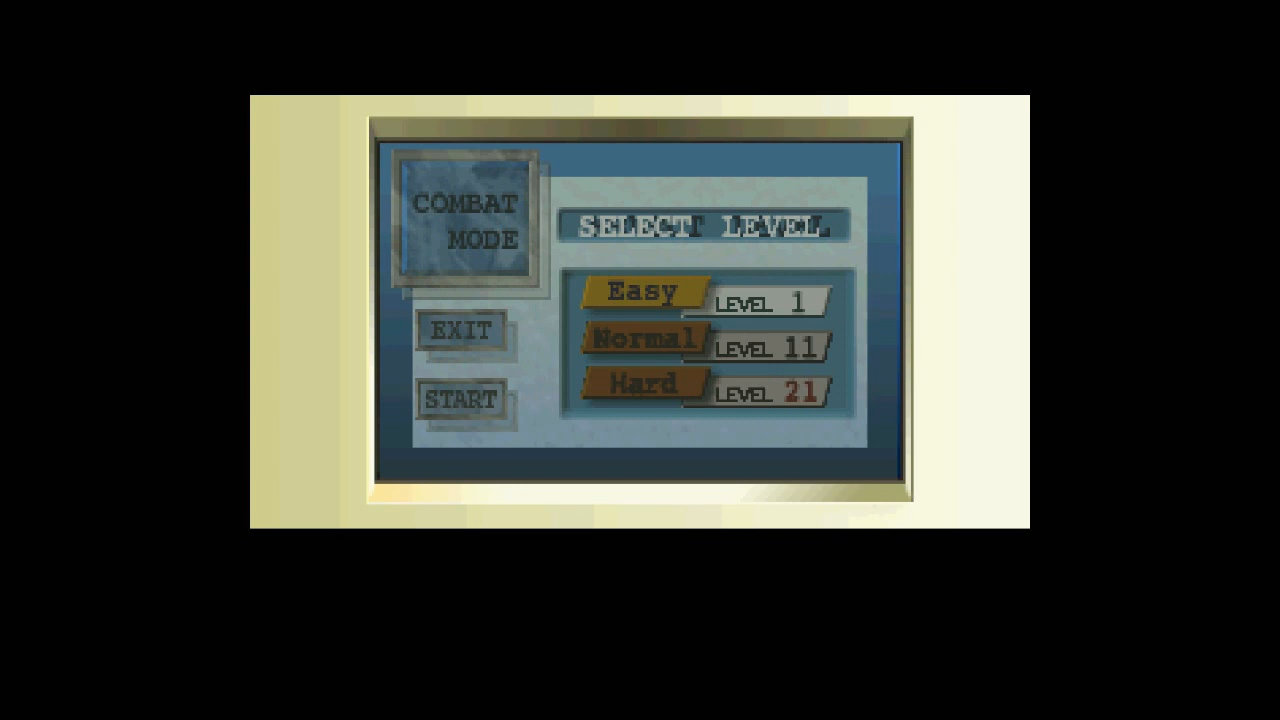 COMBAT
MODE
EXIT
START
SELECT LEVEL
Easy LEVEL 1
Normal LEVEL 11
Hard LEVEL 21